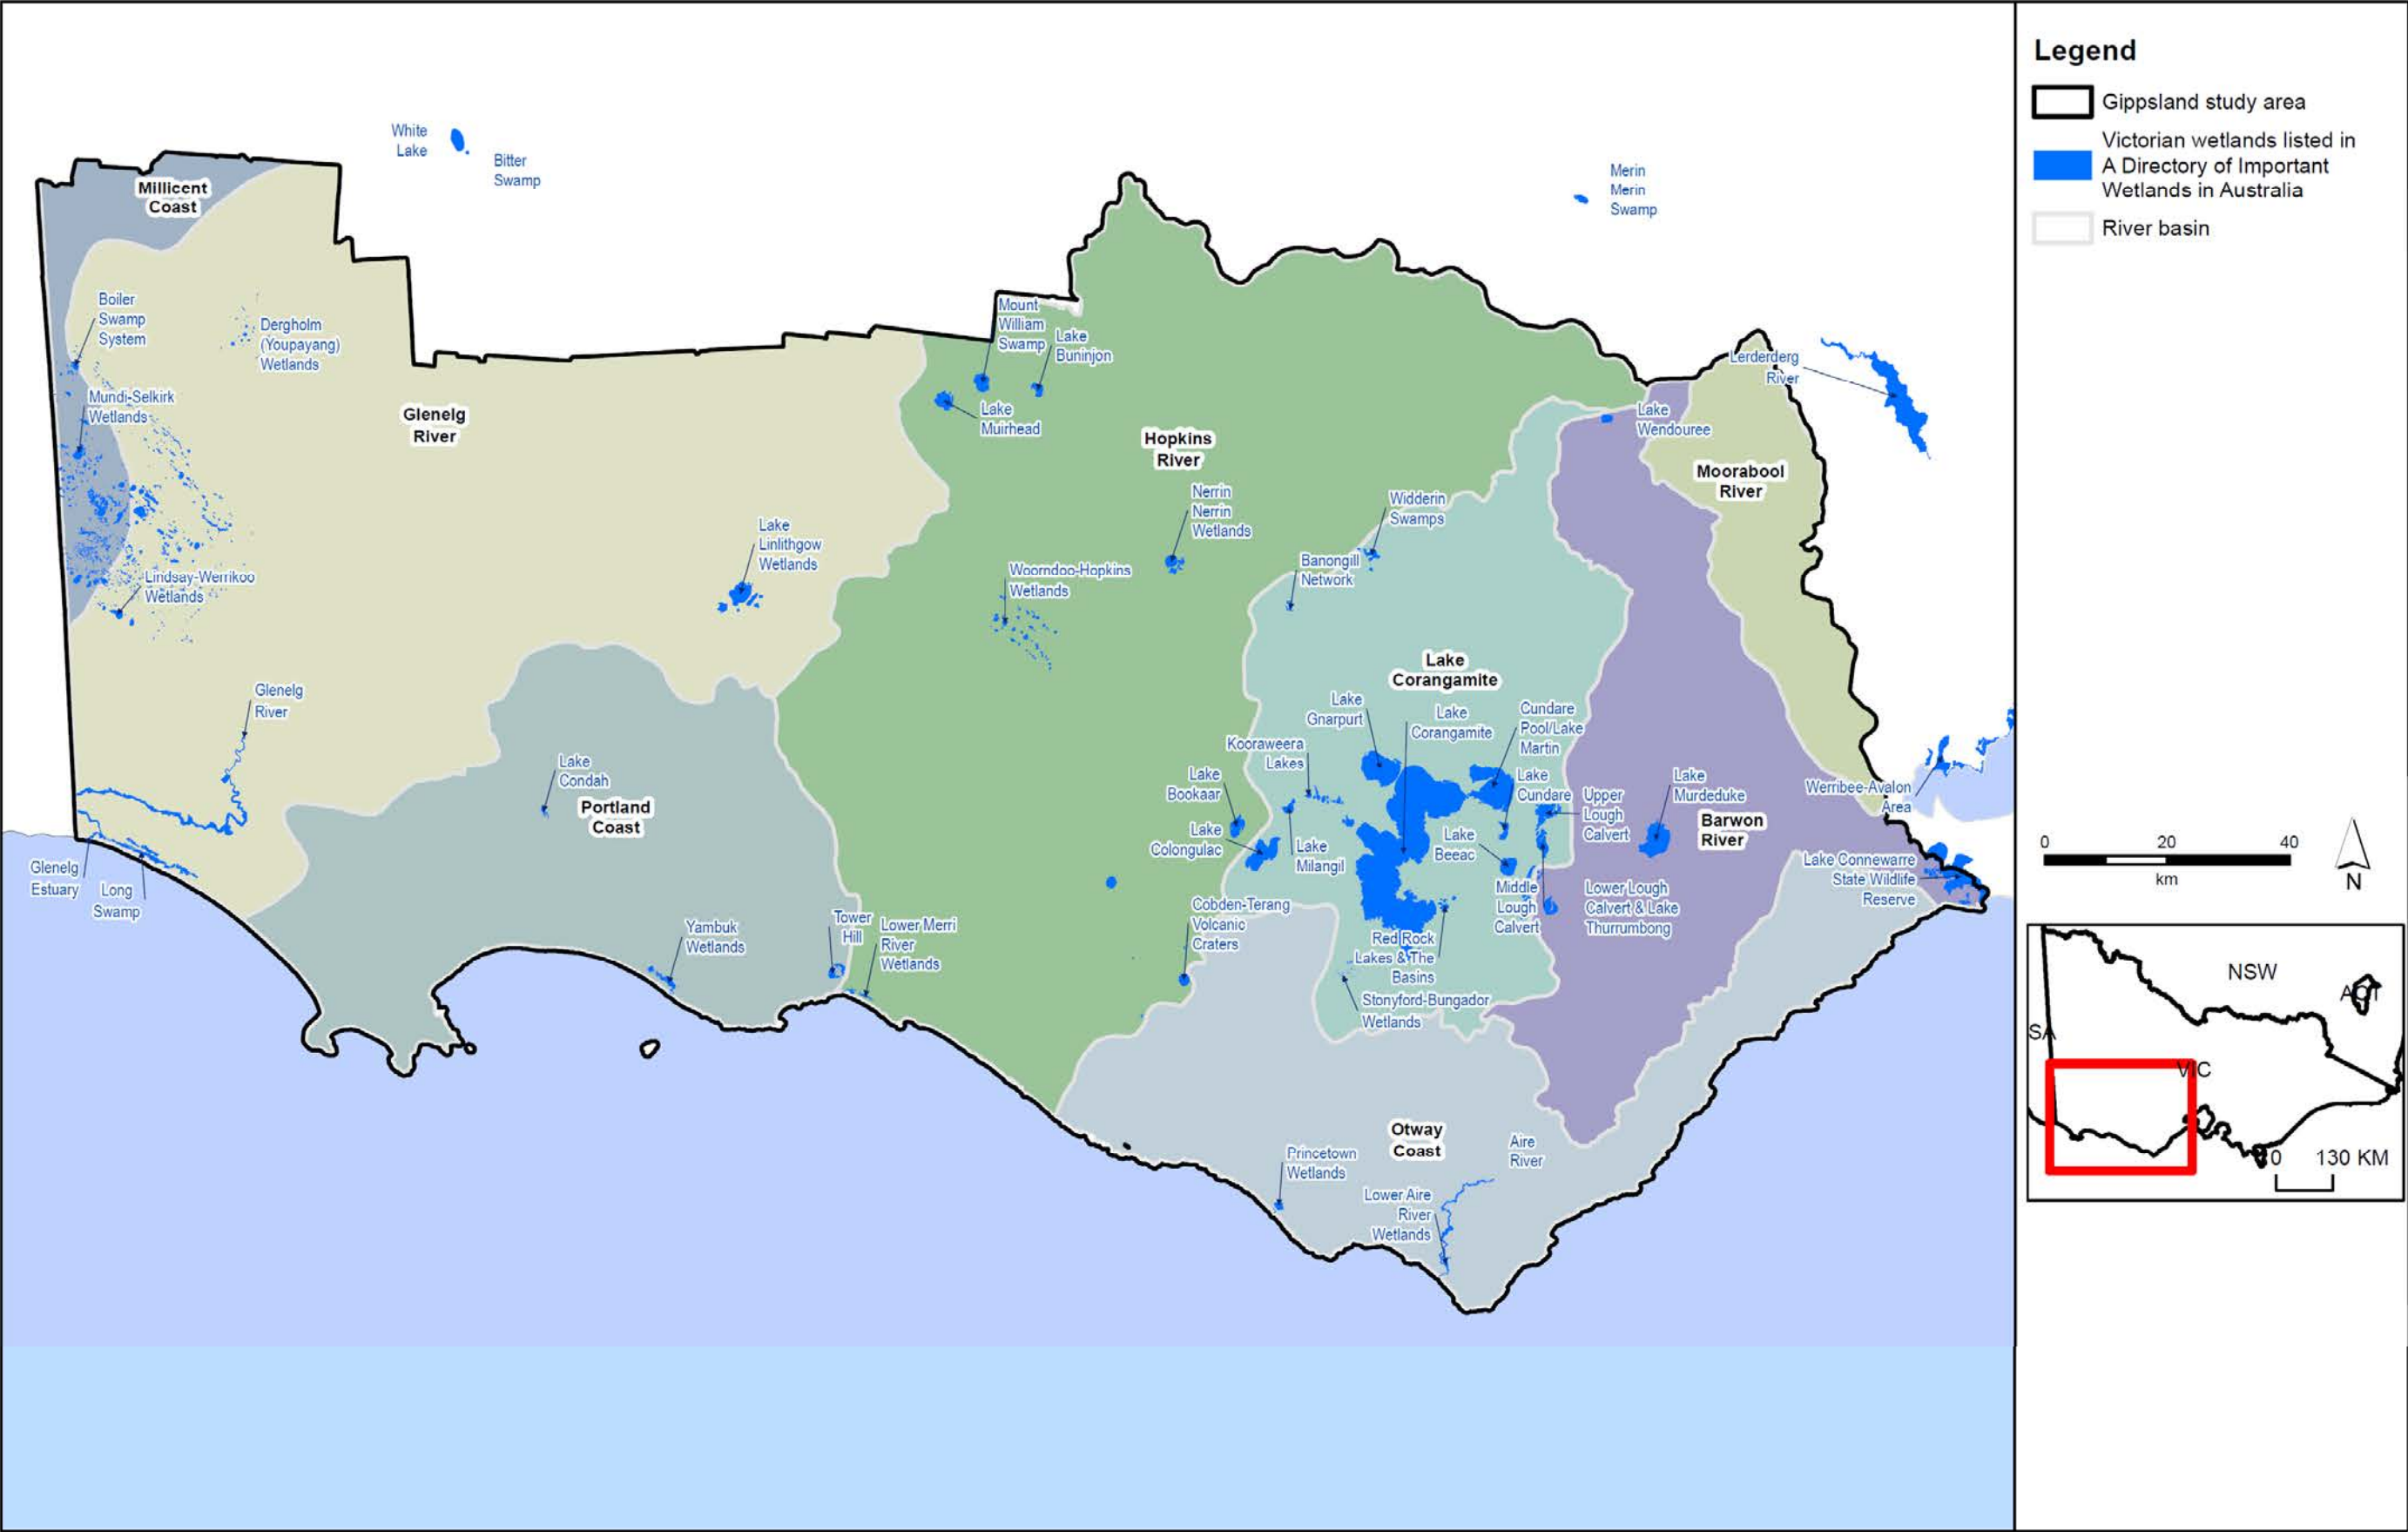 Legend
Gippsland study area
Victorian wetlands listed in
A Directory of Important
Wetlands in Australia
River basin
White
Lake
Bitter
Swamp
Merin
Merin
Swamp
Millicent
Coast
Boiler
Swamp
System
Dergholm
(Youpayang)
Wetlands
Mundi-Selkirk
Wetlands
Glenelg
River
Mount
William
Swamp
Lake
Buninjon
Lake
Muirhead
Hopkins
River
Lerderderg
River
Lake
Wendouree
Moorabool
River
Nerrin
Nerrin
Wetlands
Widderin
Swamps
Lake
Linlithgow
Wetlands
Banongill
Network
Woorndoo-Hopkins
Wetlands
Lindsay-Werrikoo
Wetlands
Glenelg
River
Lake
Corangamite
Lake
Gnarpurt
Lake
Corangamite
Cundare
Pool/Lake
Martin
Kooraweera
Lakes
Lake
Condah
Portland
Coast
Lake
Bookaar
Lake
Cundare
Upper
Lough
Calvert
Lake
Murdeduke
Barwon
River
Werribee-Avalon
Area
Lake
Colongulac
Lake
Milangil
Lake
Beeac
Glenelg
Estuary
Long
Swamp
Middle
Lough
Calvert
Lower Lough
Calvert & Lake
Thurrumbong
Lake Connewarre
State Wildlife
Reserve
Yambuk
Wetlands
Tower
Hill
Lower Merri
River
Wetlands
Cobden-Terang
Volcanic
Craters
Red Rock
Lakes & The
Basins
Stonyford-Bungador
Wetlands
Otway
Coast
Princetown
Wetlands
Aire
River
Lower Aire
River
Wetlands
0 20 40
km
N
NSW
ACT
SA
VIC
0 130 KM